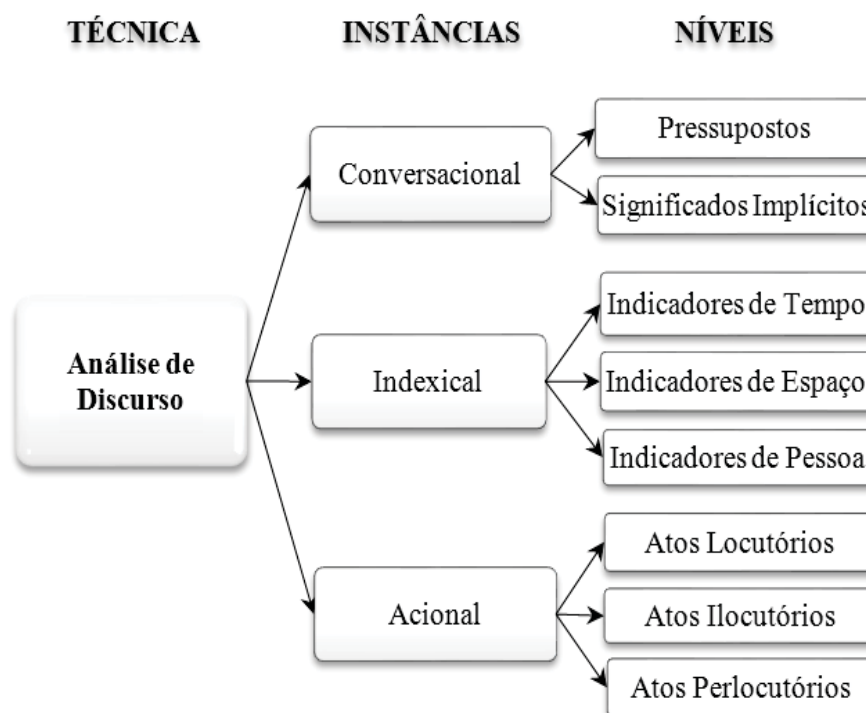 TÉCNICA
INSTÂNCIAS
NÍVEIS
Análise de
Discurso
Conversacional
Pressupostos
Significados Implícitos
Indexical
Indicadores de Tempo
Indicadores de Espaço
Indicadores de Pessoa
Acional
Atos Locutórios
Atos Ilocutórios
Atos Perlocutórios